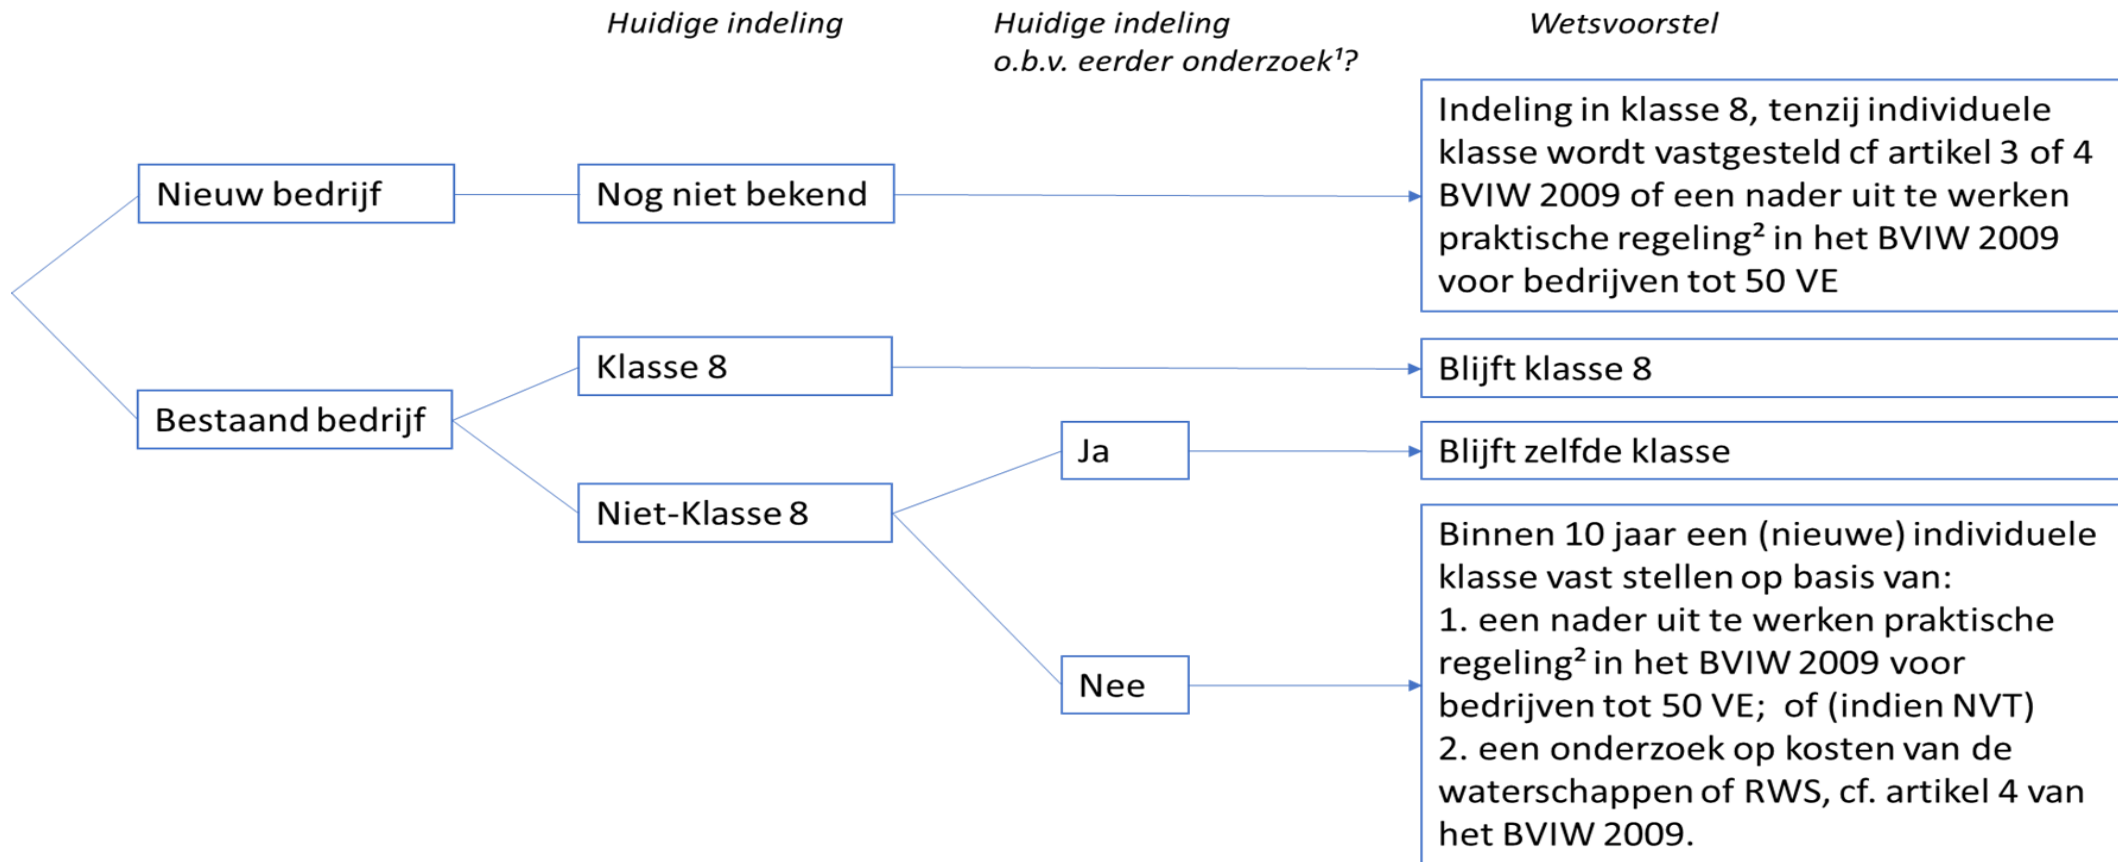 Huidige indeling
Huidige indeling
o.b.v. eerder onderzoek¹?
Wetsvoorstel
Nieuw bedrijf
Nog niet bekend
Indeling in klasse 8, tenzij individuele
klasse wordt vastgesteld cf artikel 3 of 4
BVIW 2009 of een nader uit te werken
praktische regeling² in het BVIW 2009
voor bedrijven tot 50 VE
Bestaand bedrijf
Klasse 8
Blijft klasse 8
Niet-Klasse 8
Ja
Blijft zelfde klasse
Nee
Binnen 10 jaar een (nieuwe) individuele
klasse vast stellen op basis van:
1. een nader uit te werken praktische
regeling² in het BVIW 2009 voor
bedrijven tot 50 VE; of (indien NVT)
2. een onderzoek op kosten van de
waterschappen of RWS, cf. artikel 4 van
het BVIW 2009.